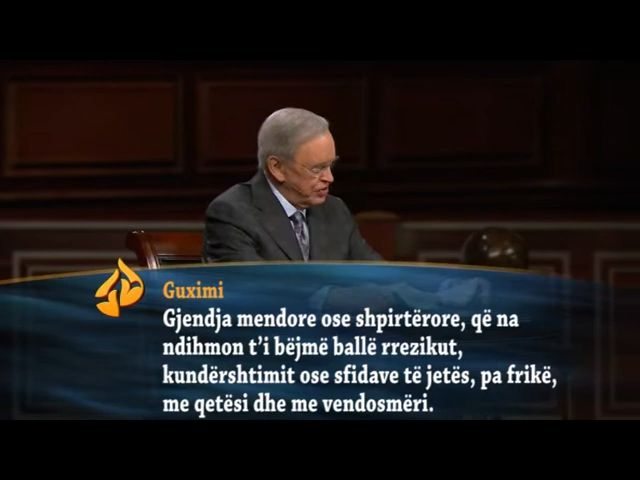 Guximi
Gjendja mendore ose shpirtërore, që na
ndihmon t’i bëjmë ballë rrezikut,
kundërshtimit ose sfidave të jetës, pa frikë,
me qetësi dhe me vendosmëri.